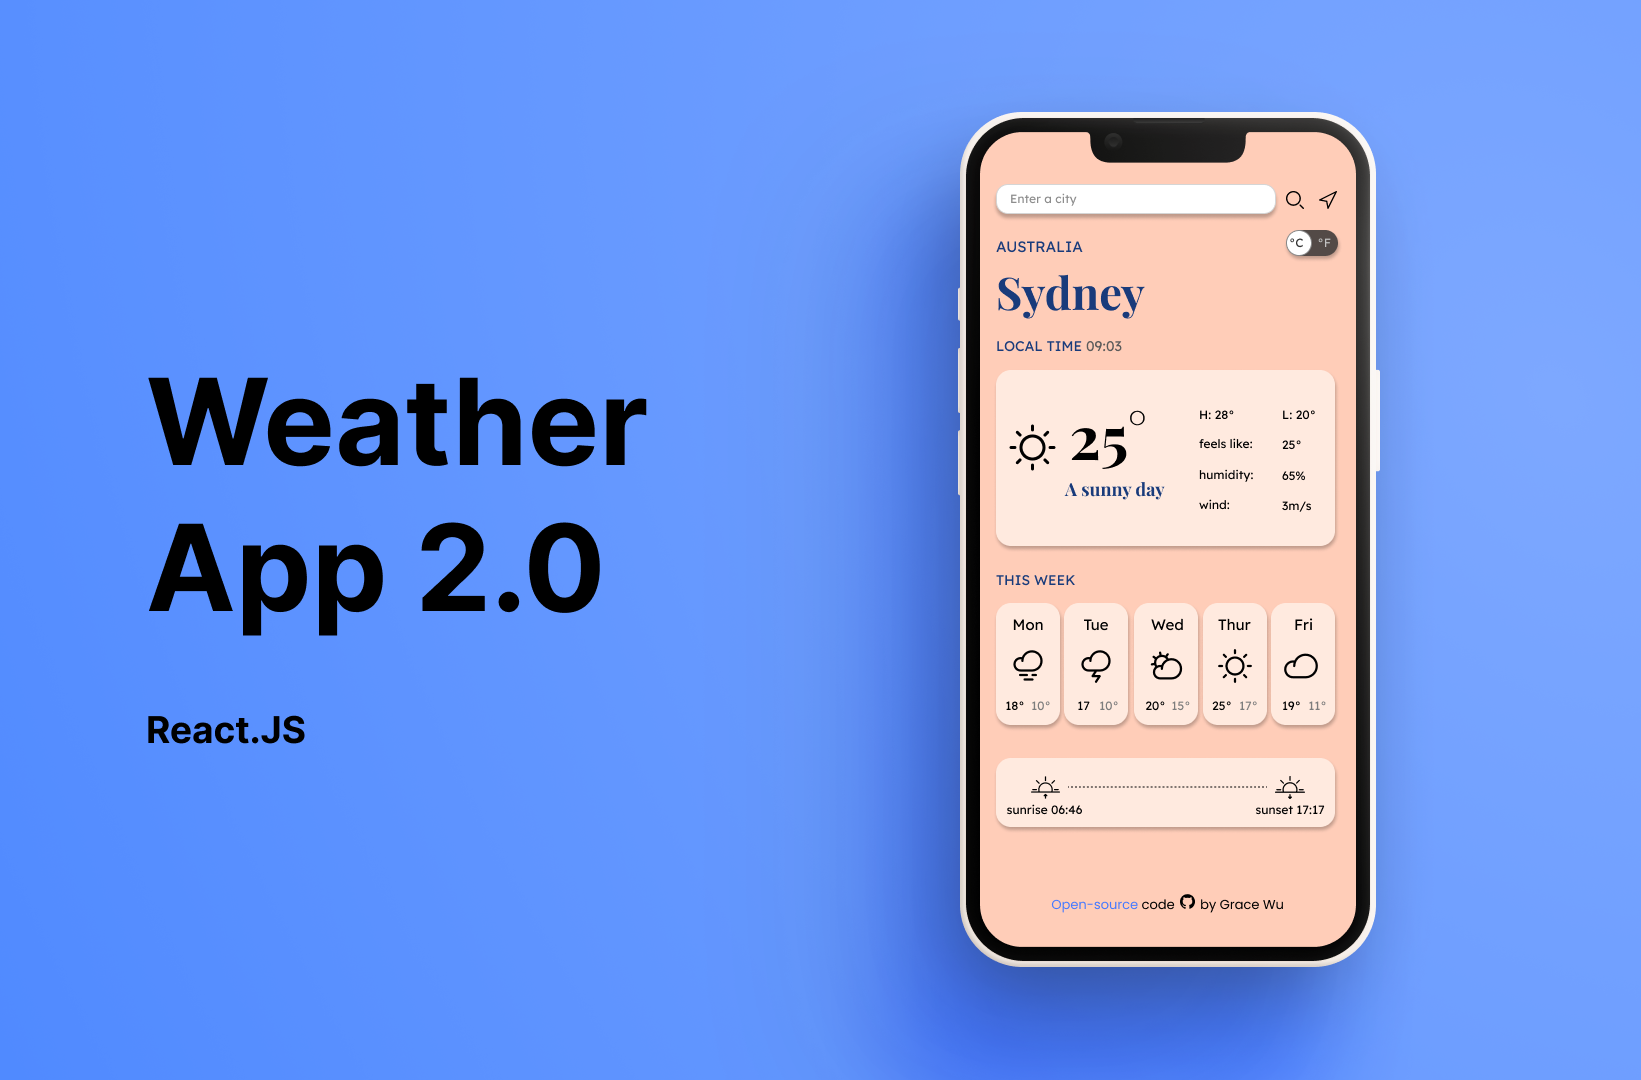 Weather
App 2.0
React.JS
Enter a city
°C °F
AUSTRALIA
Sydney
LOCAL TIME 09:03
25°
A sunny day
H: 28° L: 20°
feels like: 25°
humidity: 65%
wind: 3m/s
THIS WEEK
Mon Tue Wed Thur Fri
18° 10° 17 10° 20° 15° 25° 17° 19° 11°
sunrise 06:46 sunset 17:17
Open-source code by Grace Wu